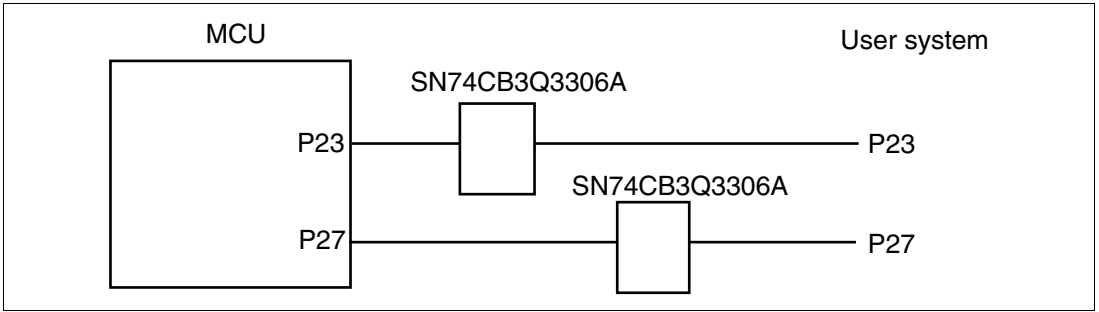 MCU
User system
SN74CB3Q3306A
P23
P23
SN74CB3Q3306A
P27
P27